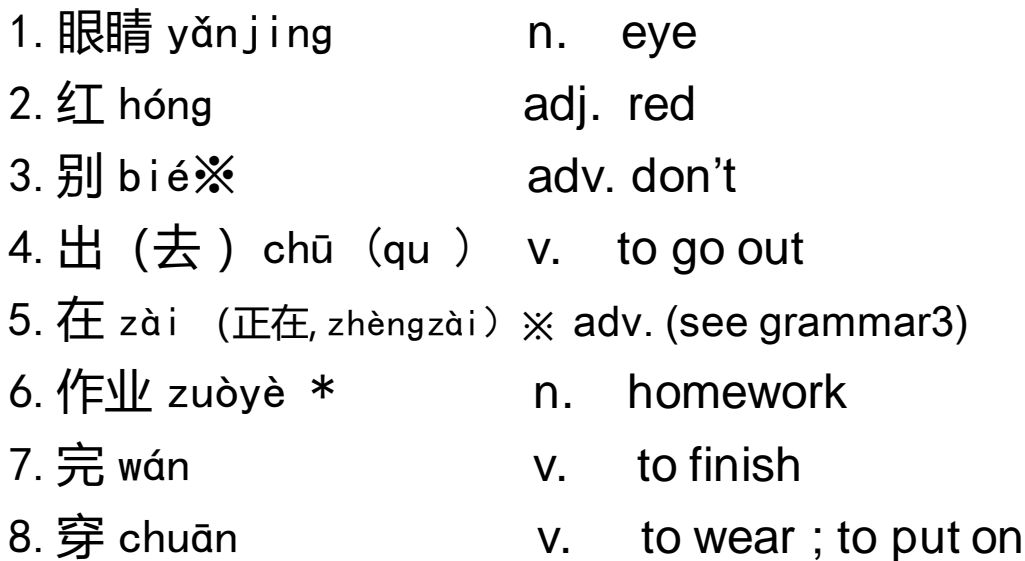 1. 眼睛 yǎnjing n. eye
2. 红 hóng adj. red
3. 别 bié※ adv. don’t
4. 出 (去 ) chū （qu ） v. to go out
5. 在 zài (正在, zhèngzài）※ adv. (see grammar3)
6. 作业 zuòyè * n. homework
7. 完 wán v. to finish
8. 穿 chuān v. to wear ; to put on